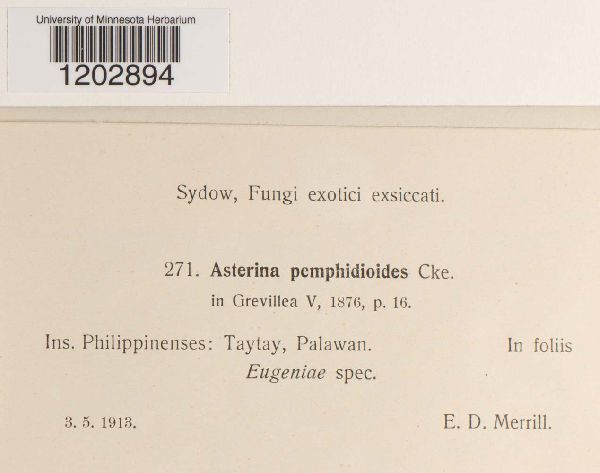 University of Minnesota Herbarium
1202894
Sydow, Fungi exotici exsiccati.
271. Asterina pemphidioides Cke.
in Grevillea V, 1876, p. 16.
Ins. Philippinenses: Taytay, Palawan. In foliis
Eugeniae spec.
3. 5. 1913. E. D. Merrill.